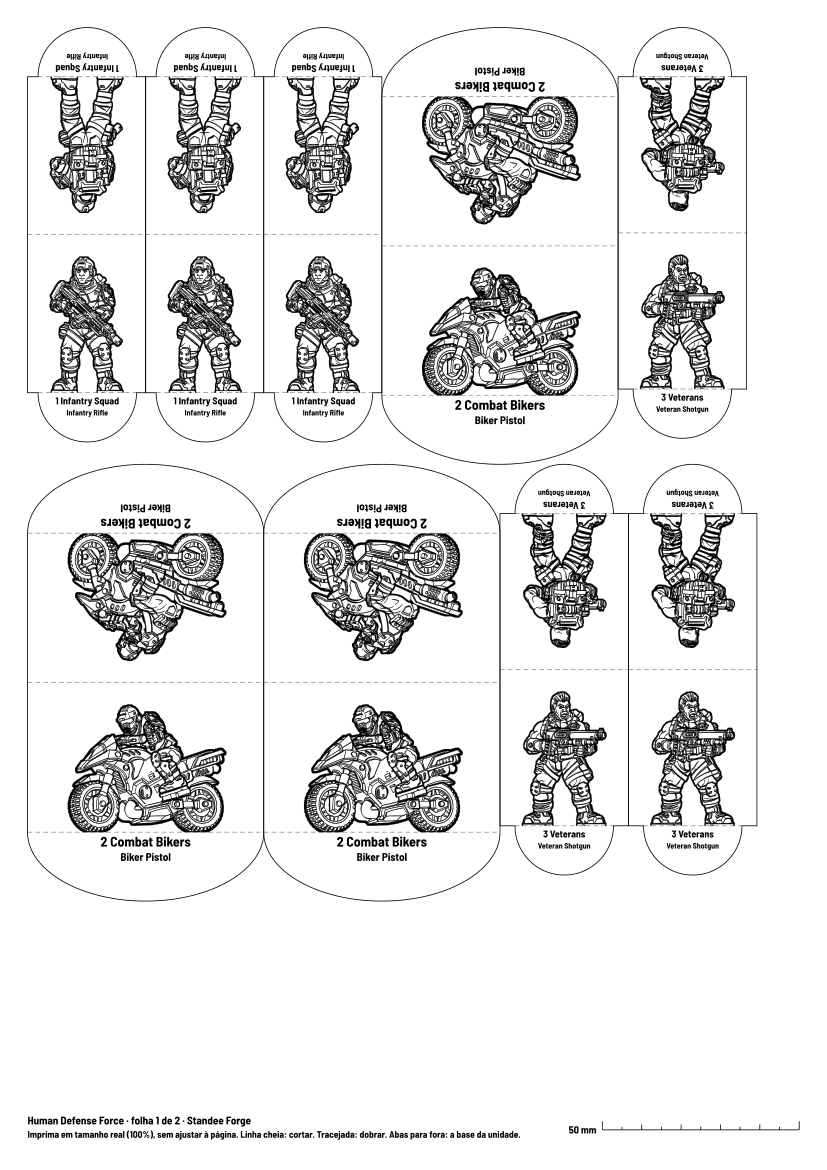 Infantry Rifle
1 Infantry Squad
Infantry Rifle
1 Infantry Squad
Infantry Rifle
1 Infantry Squad
Biker Pistol
2 Combat Bikers
Veteran Shotgun
3 Veterans
1 Infantry Squad
Infantry Rifle
1 Infantry Squad
Infantry Rifle
1 Infantry Squad
Infantry Rifle
2 Combat Bikers
Biker Pistol
3 Veterans
Veteran Shotgun
Biker Pistol
2 Combat Bikers
Biker Pistol
2 Combat Bikers
Veteran Shotgun
3 Veterans
Veteran Shotgun
3 Veterans
2 Combat Bikers
Biker Pistol
2 Combat Bikers
Biker Pistol
3 Veterans
Veteran Shotgun
3 Veterans
Veteran Shotgun
Human Defense Force · folha 1 de 2 · Standee Forge
Imprima em tamanho real (100%), sem ajustar à página. Linha cheia: cortar. Tracejada: dobrar. Abas para fora: a base da unidade.
50 mm